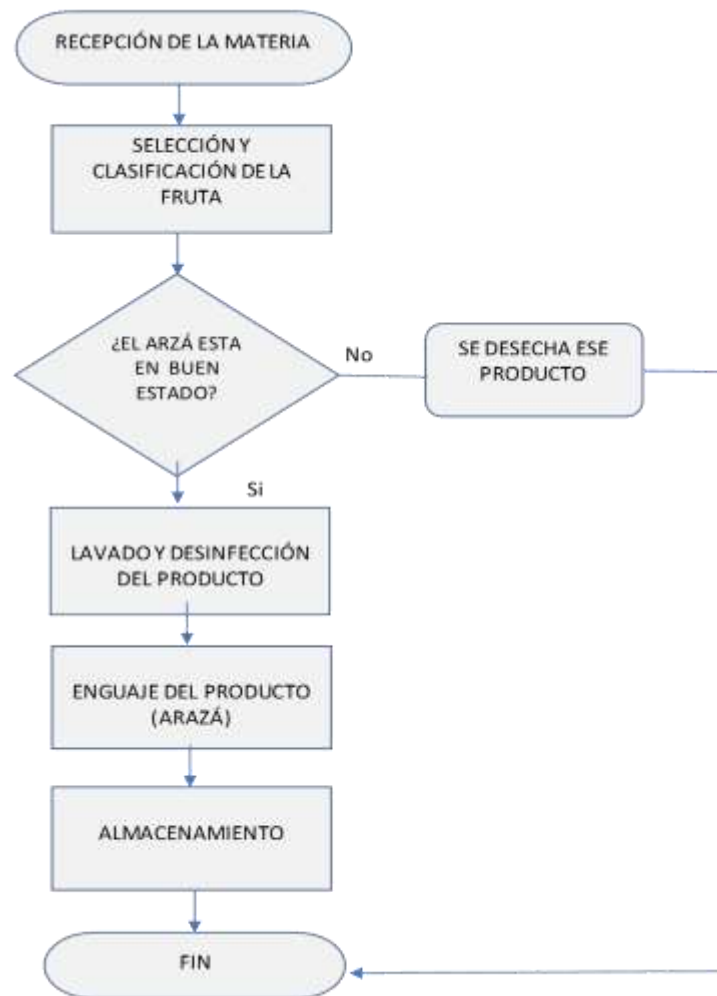 RECEPCIÓN DE LA MATERIA
SELECCIÓN Y
CLASIFICACIÓN DE LA
FRUTA
¿EL ARZÁ ESTA
EN BUEN
ESTADO?
No
SE DESECHA ESE
PRODUCTO
Si
LAVADO Y DESINFECCIÓN
DEL PRODUCTO
ENGUAJE DEL PRODUCTO
(ARAZÁ)
ALMACENAMIENTO
FIN